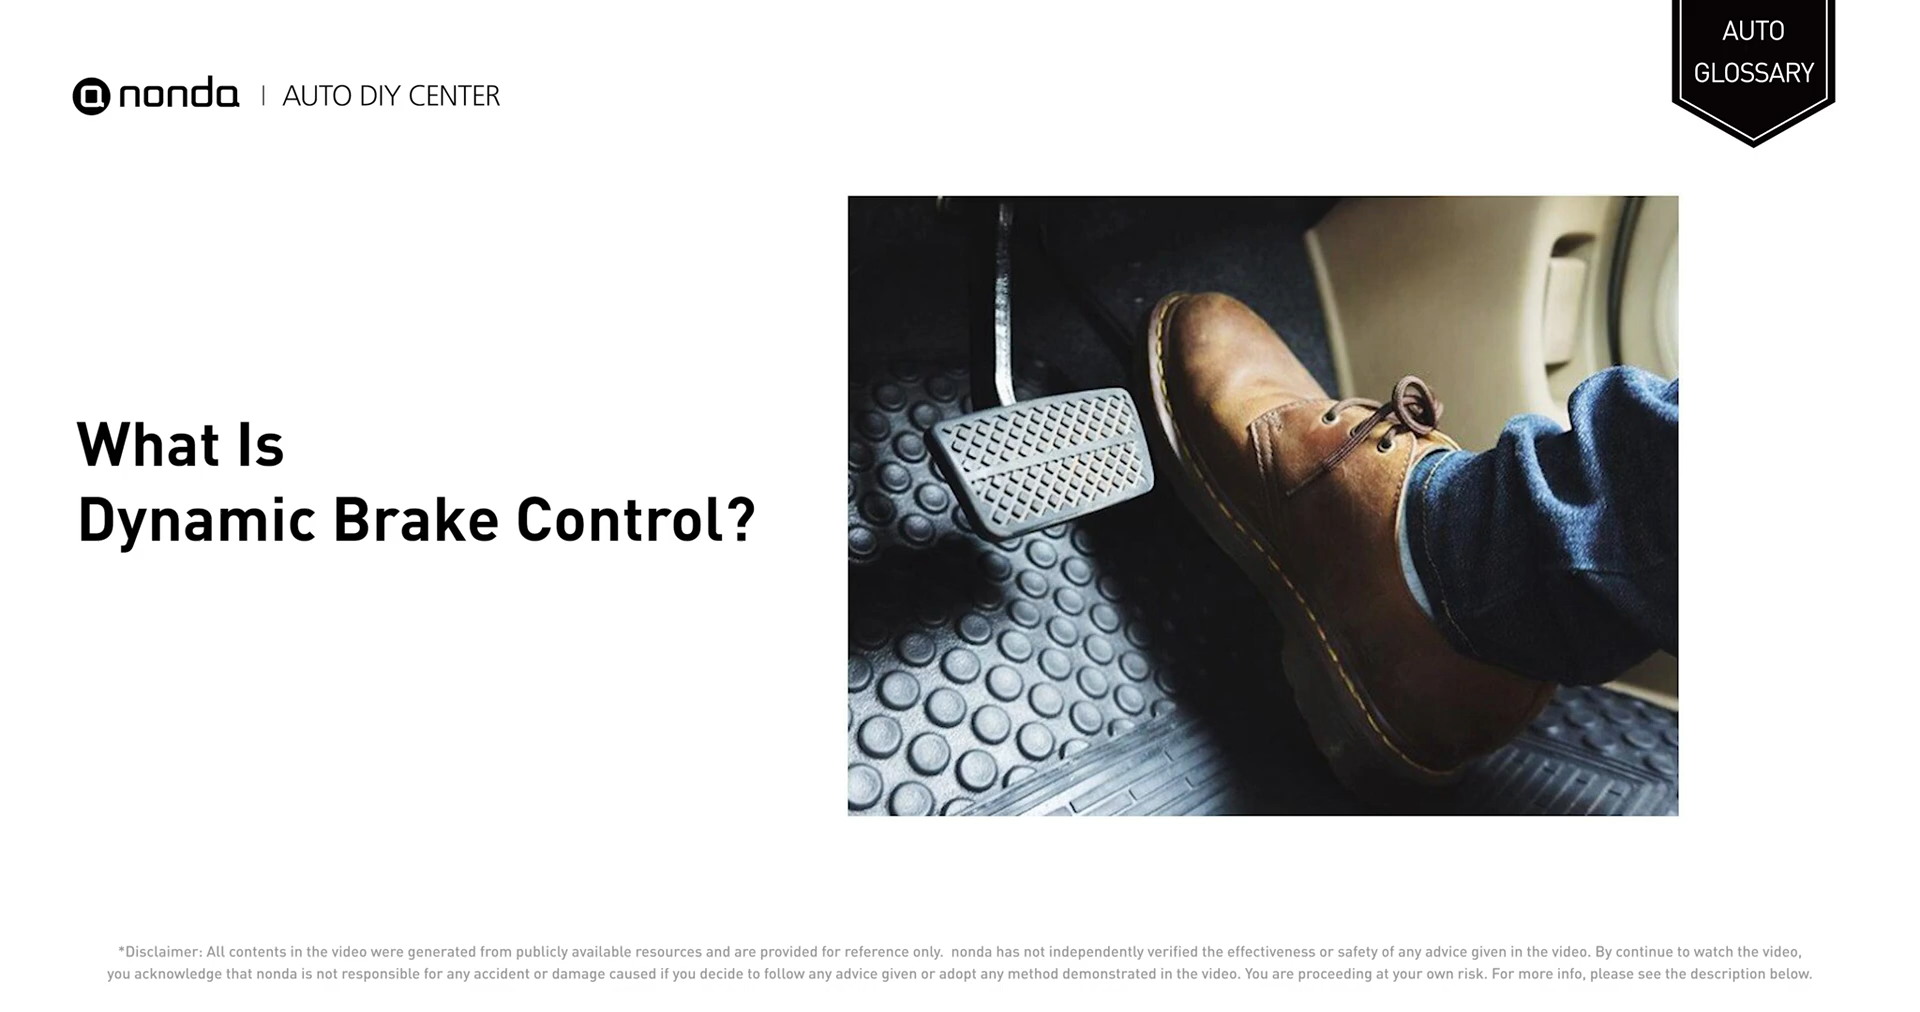 nonda | AUTO DIY CENTER
AUTO
GLOSSARY
What Is
Dynamic Brake Control?
*Disclaimer: All contents in the video were generated from publicly available resources and are provided for reference only.  nonda has not independently verified the effectiveness or safety of any advice given in the video. By continue to watch the video,
you acknowledge that nonda is not responsible for any accident or damage caused if you decide to follow any advice given or adopt any method demonstrated in the video. You are proceeding at your own risk. For more info, please see the description below.